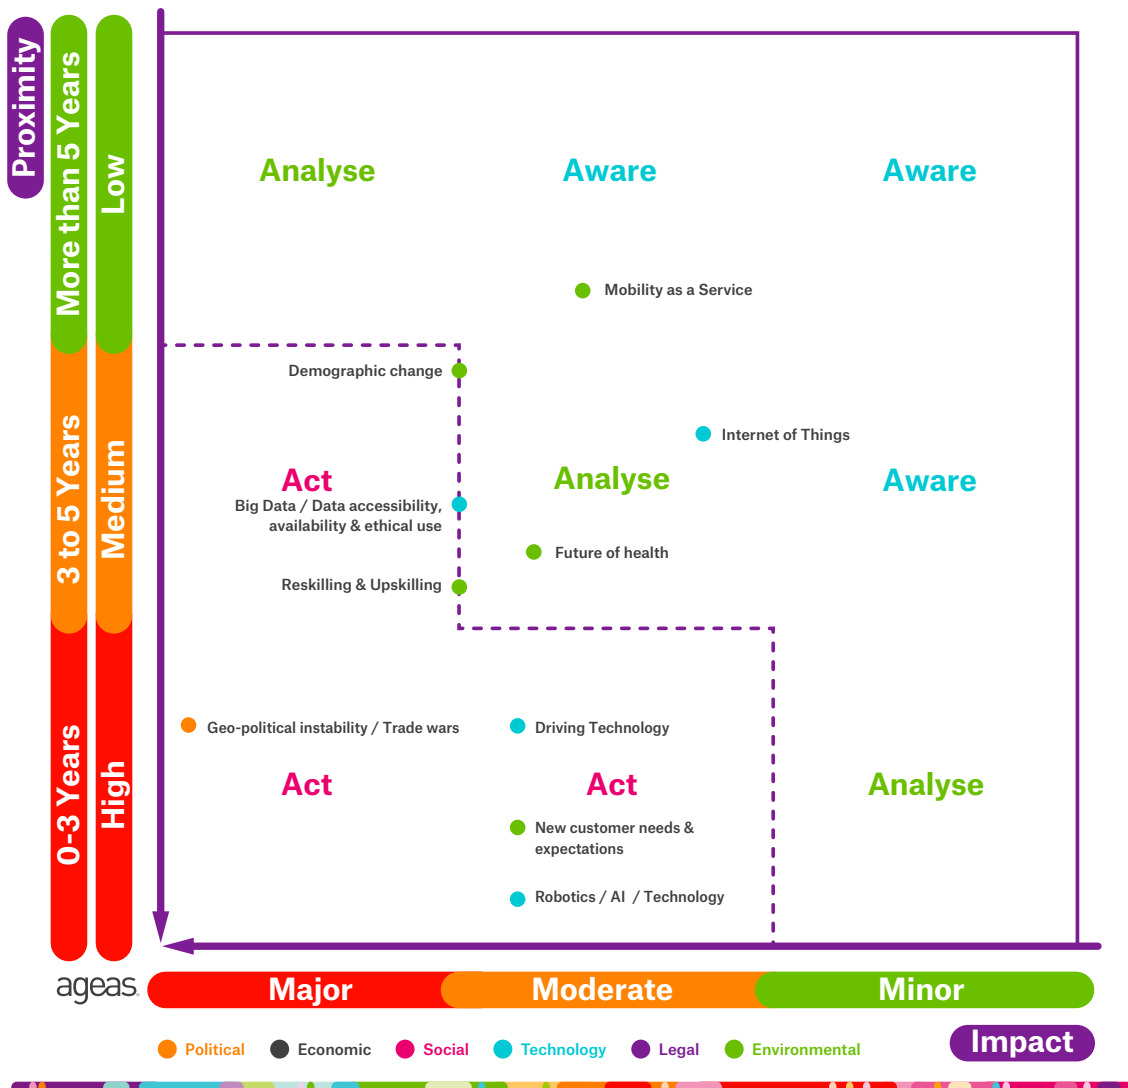 Proximity
More than 5 Years
Low
Analyse
Aware
Aware
Mobility as a Service
3 to 5 Years
Medium
Demographic change
Internet of Things
Act
Analyse
Aware
Big Data / Data accessibility,
availability & ethical use
Future of health
Reskilling & Upskilling
0-3 Years
High
Geo-political instability / Trade wars
Driving Technology
Act
Act
Analyse
New customer needs &
expectations
Robotics / AI / Technology
ageas
Major
Moderate
Minor
Political
Economic
Social
Technology
Legal
Environmental
Impact